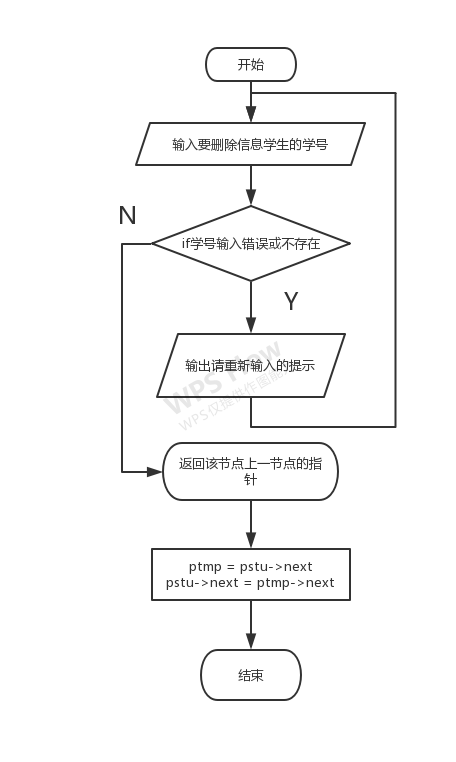 开始
输入要删除信息学生的学号
N
if学号输入错误或不存在
Y
输出请重新输入的提示
WPS Flow
返回该节点上一节点的指
针
ptmp = pstu->next
pstu->next = ptmp->next
结束